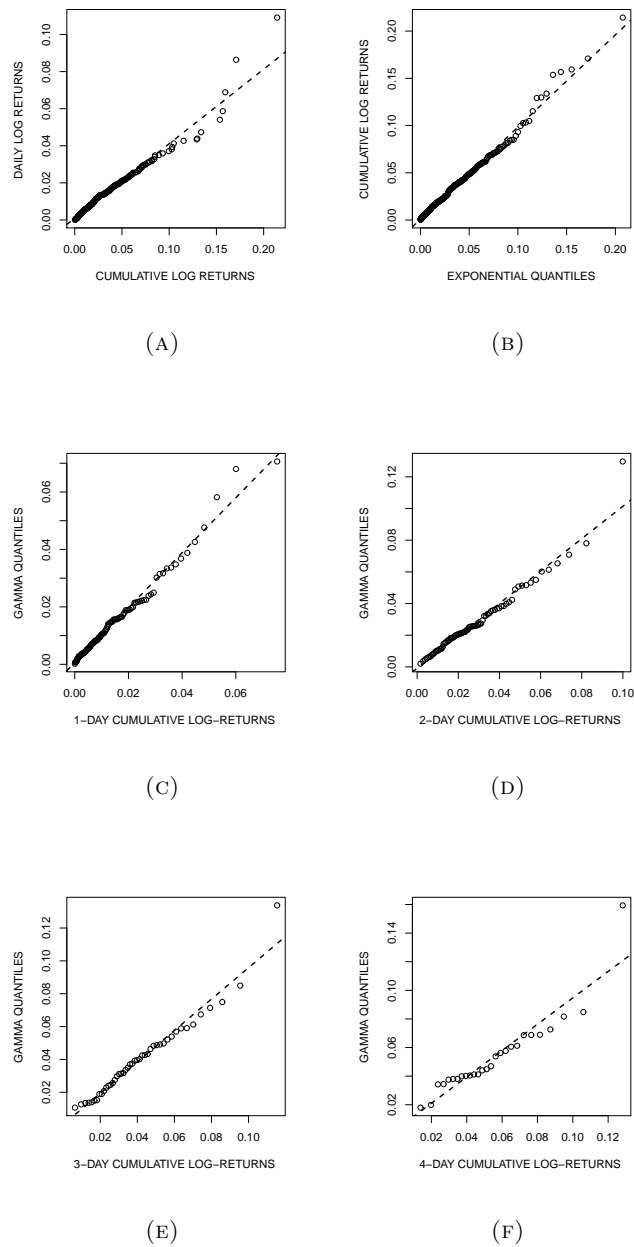 DAILY LOG RETURNS
0.00 0.02 0.04 0.06 0.08 0.10
0.00 0.05 0.10 0.15 0.20
CUMULATIVE LOG RETURNS
(A)
CUMULATIVE LOG RETURNS
0.00 0.05 0.10 0.15 0.20
0.00 0.05 0.10 0.15 0.20
EXPONENTIAL QUANTILES
(B)
GAMMA QUANTILES
0.00 0.02 0.04 0.06
0.00 0.02 0.04 0.06
1−DAY CUMULATIVE LOG−RETURNS
(C)
GAMMA QUANTILES
0.00 0.04 0.08 0.12
0.00 0.02 0.04 0.06 0.08 0.10
2−DAY CUMULATIVE LOG−RETURNS
(D)
GAMMA QUANTILES
0.02 0.04 0.06 0.08 0.12
0.02 0.04 0.06 0.08 0.10
3−DAY CUMULATIVE LOG−RETURNS
(E)
GAMMA QUANTILES
0.02 0.06 0.10 0.14
0.02 0.04 0.06 0.08 0.10 0.12
4−DAY CUMULATIVE LOG−RETURNS
(F)